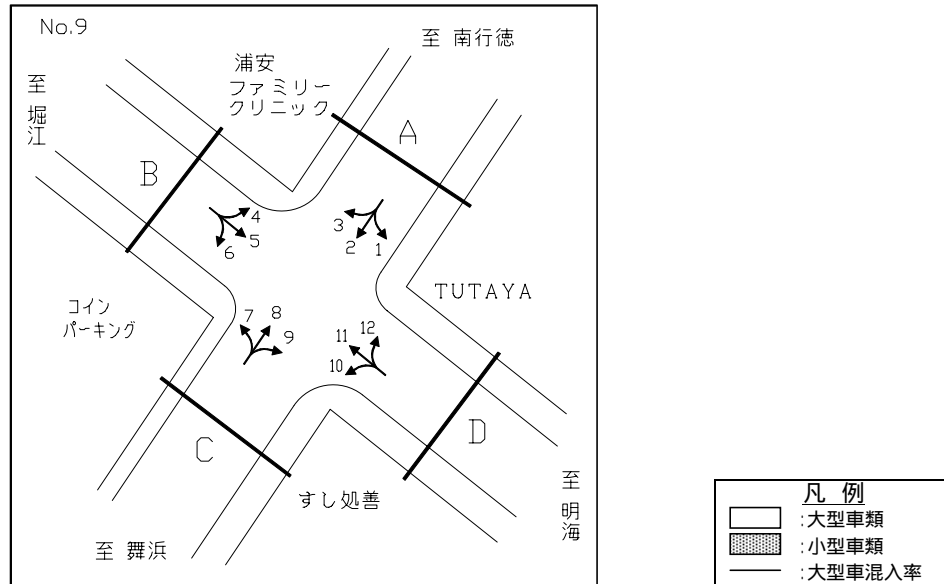 No.9
至 南行徳
浦安
ファミリー
クリニック
至 堀江
A
B
3
2
1
4
5
6
TUTAYA
コイン
パーキング
7
8
9
11
12
10
C
D
すし処善
至 明海
至 舞浜
凡 例
:大型車類
:小型車類
:大型車混入率